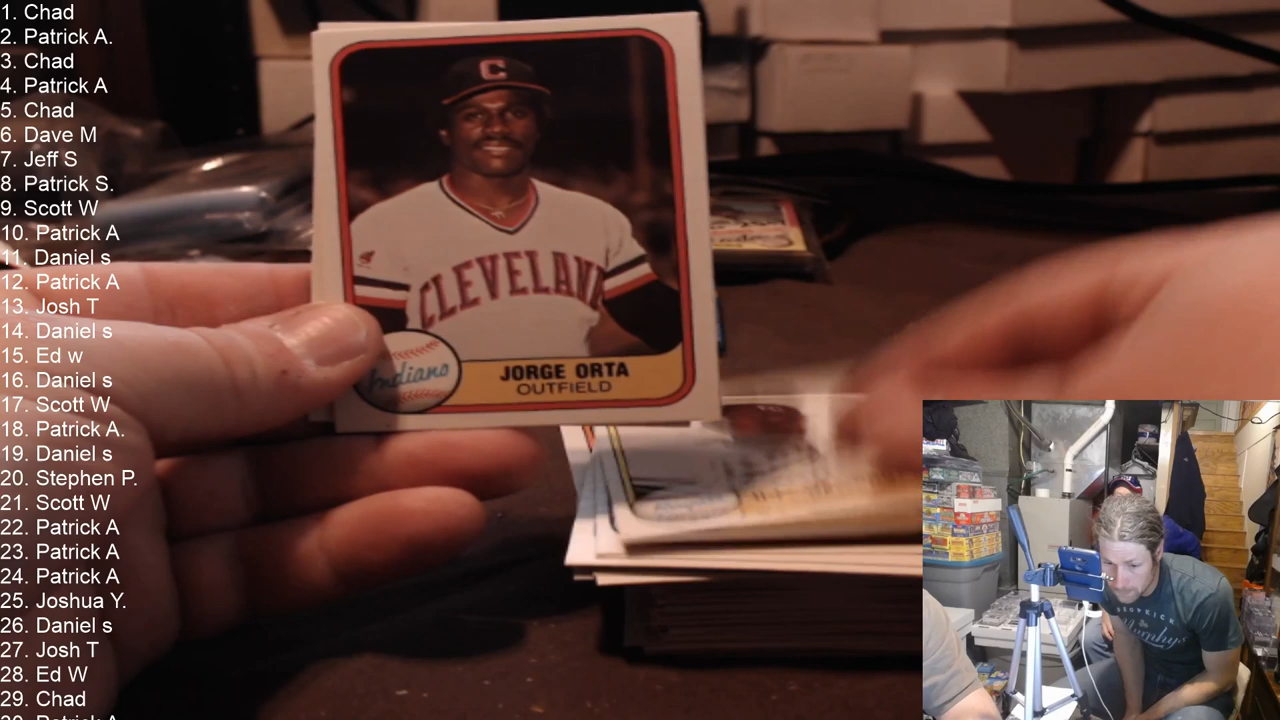 1. Chad
2. Patrick A.
3. Chad
4. Patrick A
5. Chad
6. Dave M
7. Jeff S
8. Patrick S.
9. Scott W
10. Patrick A
11. Daniel s
12. Patrick A
13. Josh T
14. Daniel s
15. Ed w
16. Daniel s
17. Scott W
18. Patrick A.
19. Daniel s
20. Stephen P.
21. Scott W
22. Patrick A
23. Patrick A
24. Patrick A
25. Joshua Y.
26. Daniel s
27. Josh T
28. Ed W
29. Chad
30. Patrick A
C
CLEVELAND
Indians
JORGE ORTA
OUTFIELD